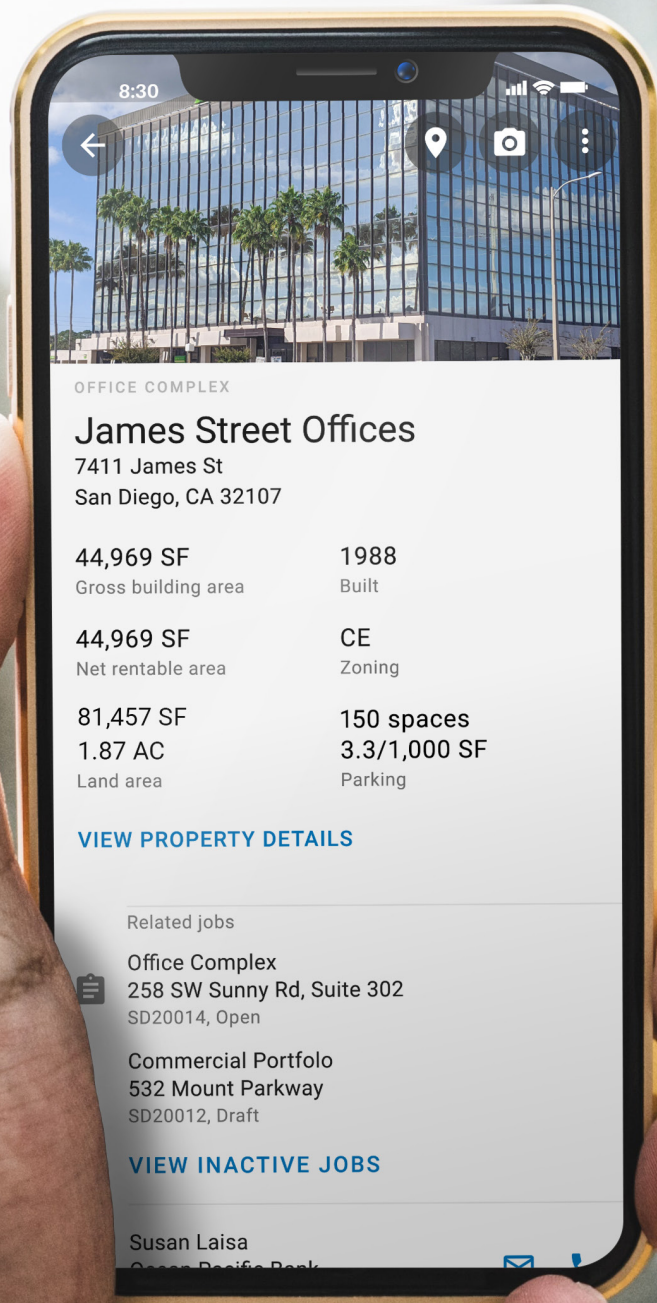 8:30
OFFICE COMPLEX
James Street Offices
7411 James St
San Diego, CA 32107
44,969 SF
Gross building area
1988
Built
44,969 SF
Net rentable area
CE
Zoning
81,457 SF
1.87 AC
Land area
150 spaces
3.3/1,000 SF
Parking
VIEW PROPERTY DETAILS
Related jobs
Office Complex
258 SW Sunny Rd, Suite 302
SD20014, Open
Commercial Portfolo
532 Mount Parkway
SD20012, Draft
VIEW INACTIVE JOBS
Susan Laisa
Ocean Pacific Bank